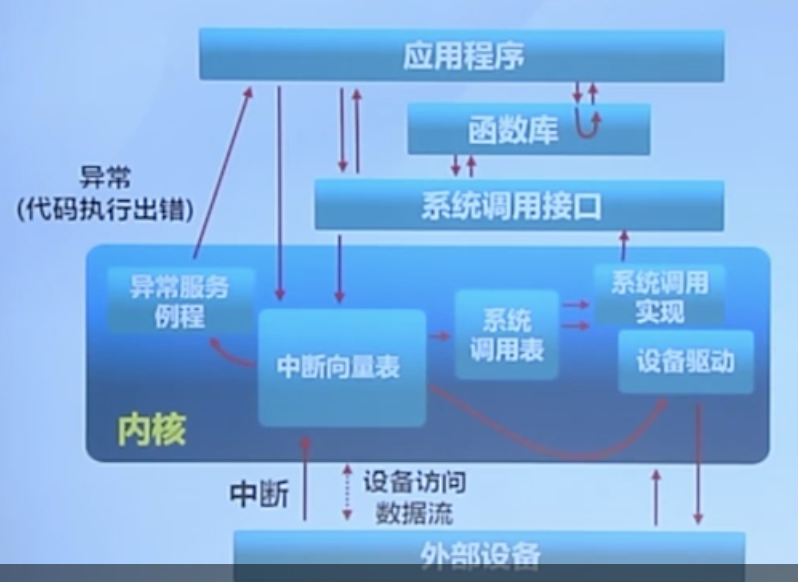 应用程序
函数库
异常
(代码执行出错)
系统调用接口
异常服务
例程
系统调用
实现
系统
调用表
中断向量表
设备驱动
内核
中断
设备访问
数据流
外部设备